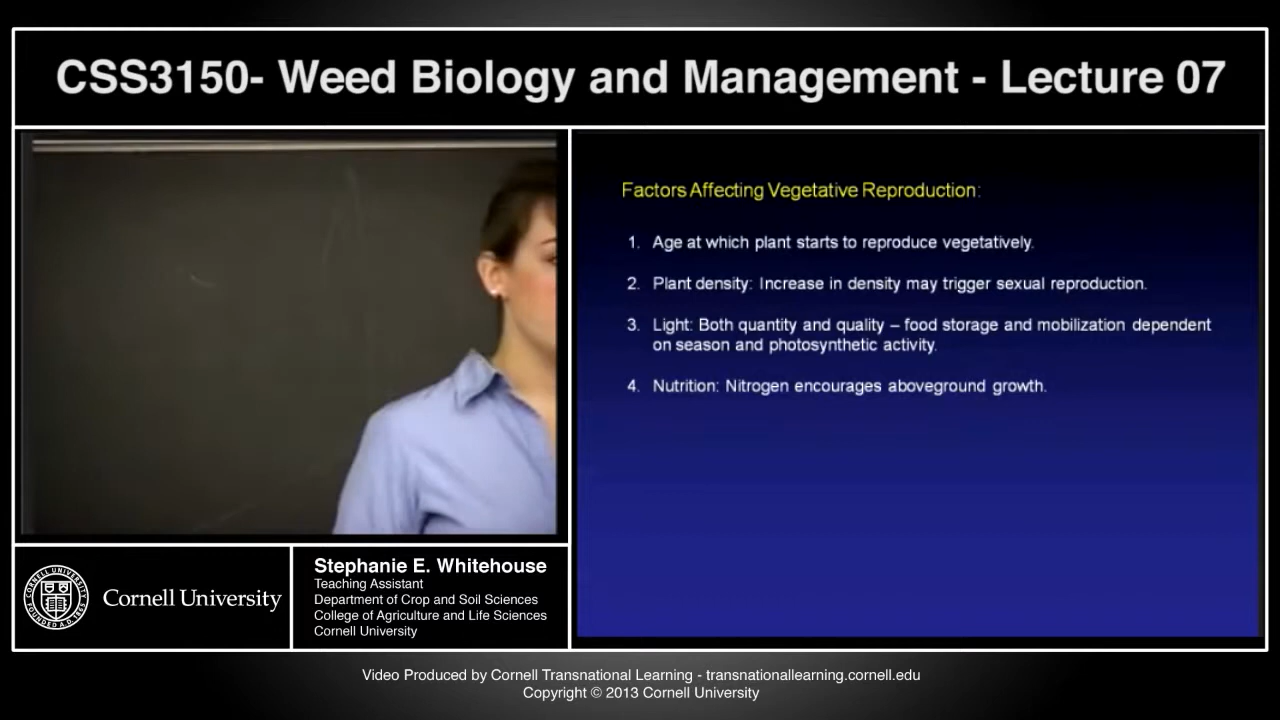 CSS3150- Weed Biology and Management - Lecture 07
Factors Affecting Vegetative Reproduction:
1. Age at which plant starts to reproduce vegetatively.
2. Plant density: Increase in density may trigger sexual reproduction.
3. Light: Both quantity and quality – food storage and mobilization dependent
on season and photosynthetic activity.
4. Nutrition: Nitrogen encourages aboveground growth.
Cornell University
Stephanie E. Whitehouse
Teaching Assistant
Department of Crop and Soil Sciences
College of Agriculture and Life Sciences
Cornell University
Video Produced by Cornell Transnational Learning - transnationallearning.cornell.edu
Copyright © 2013 Cornell University